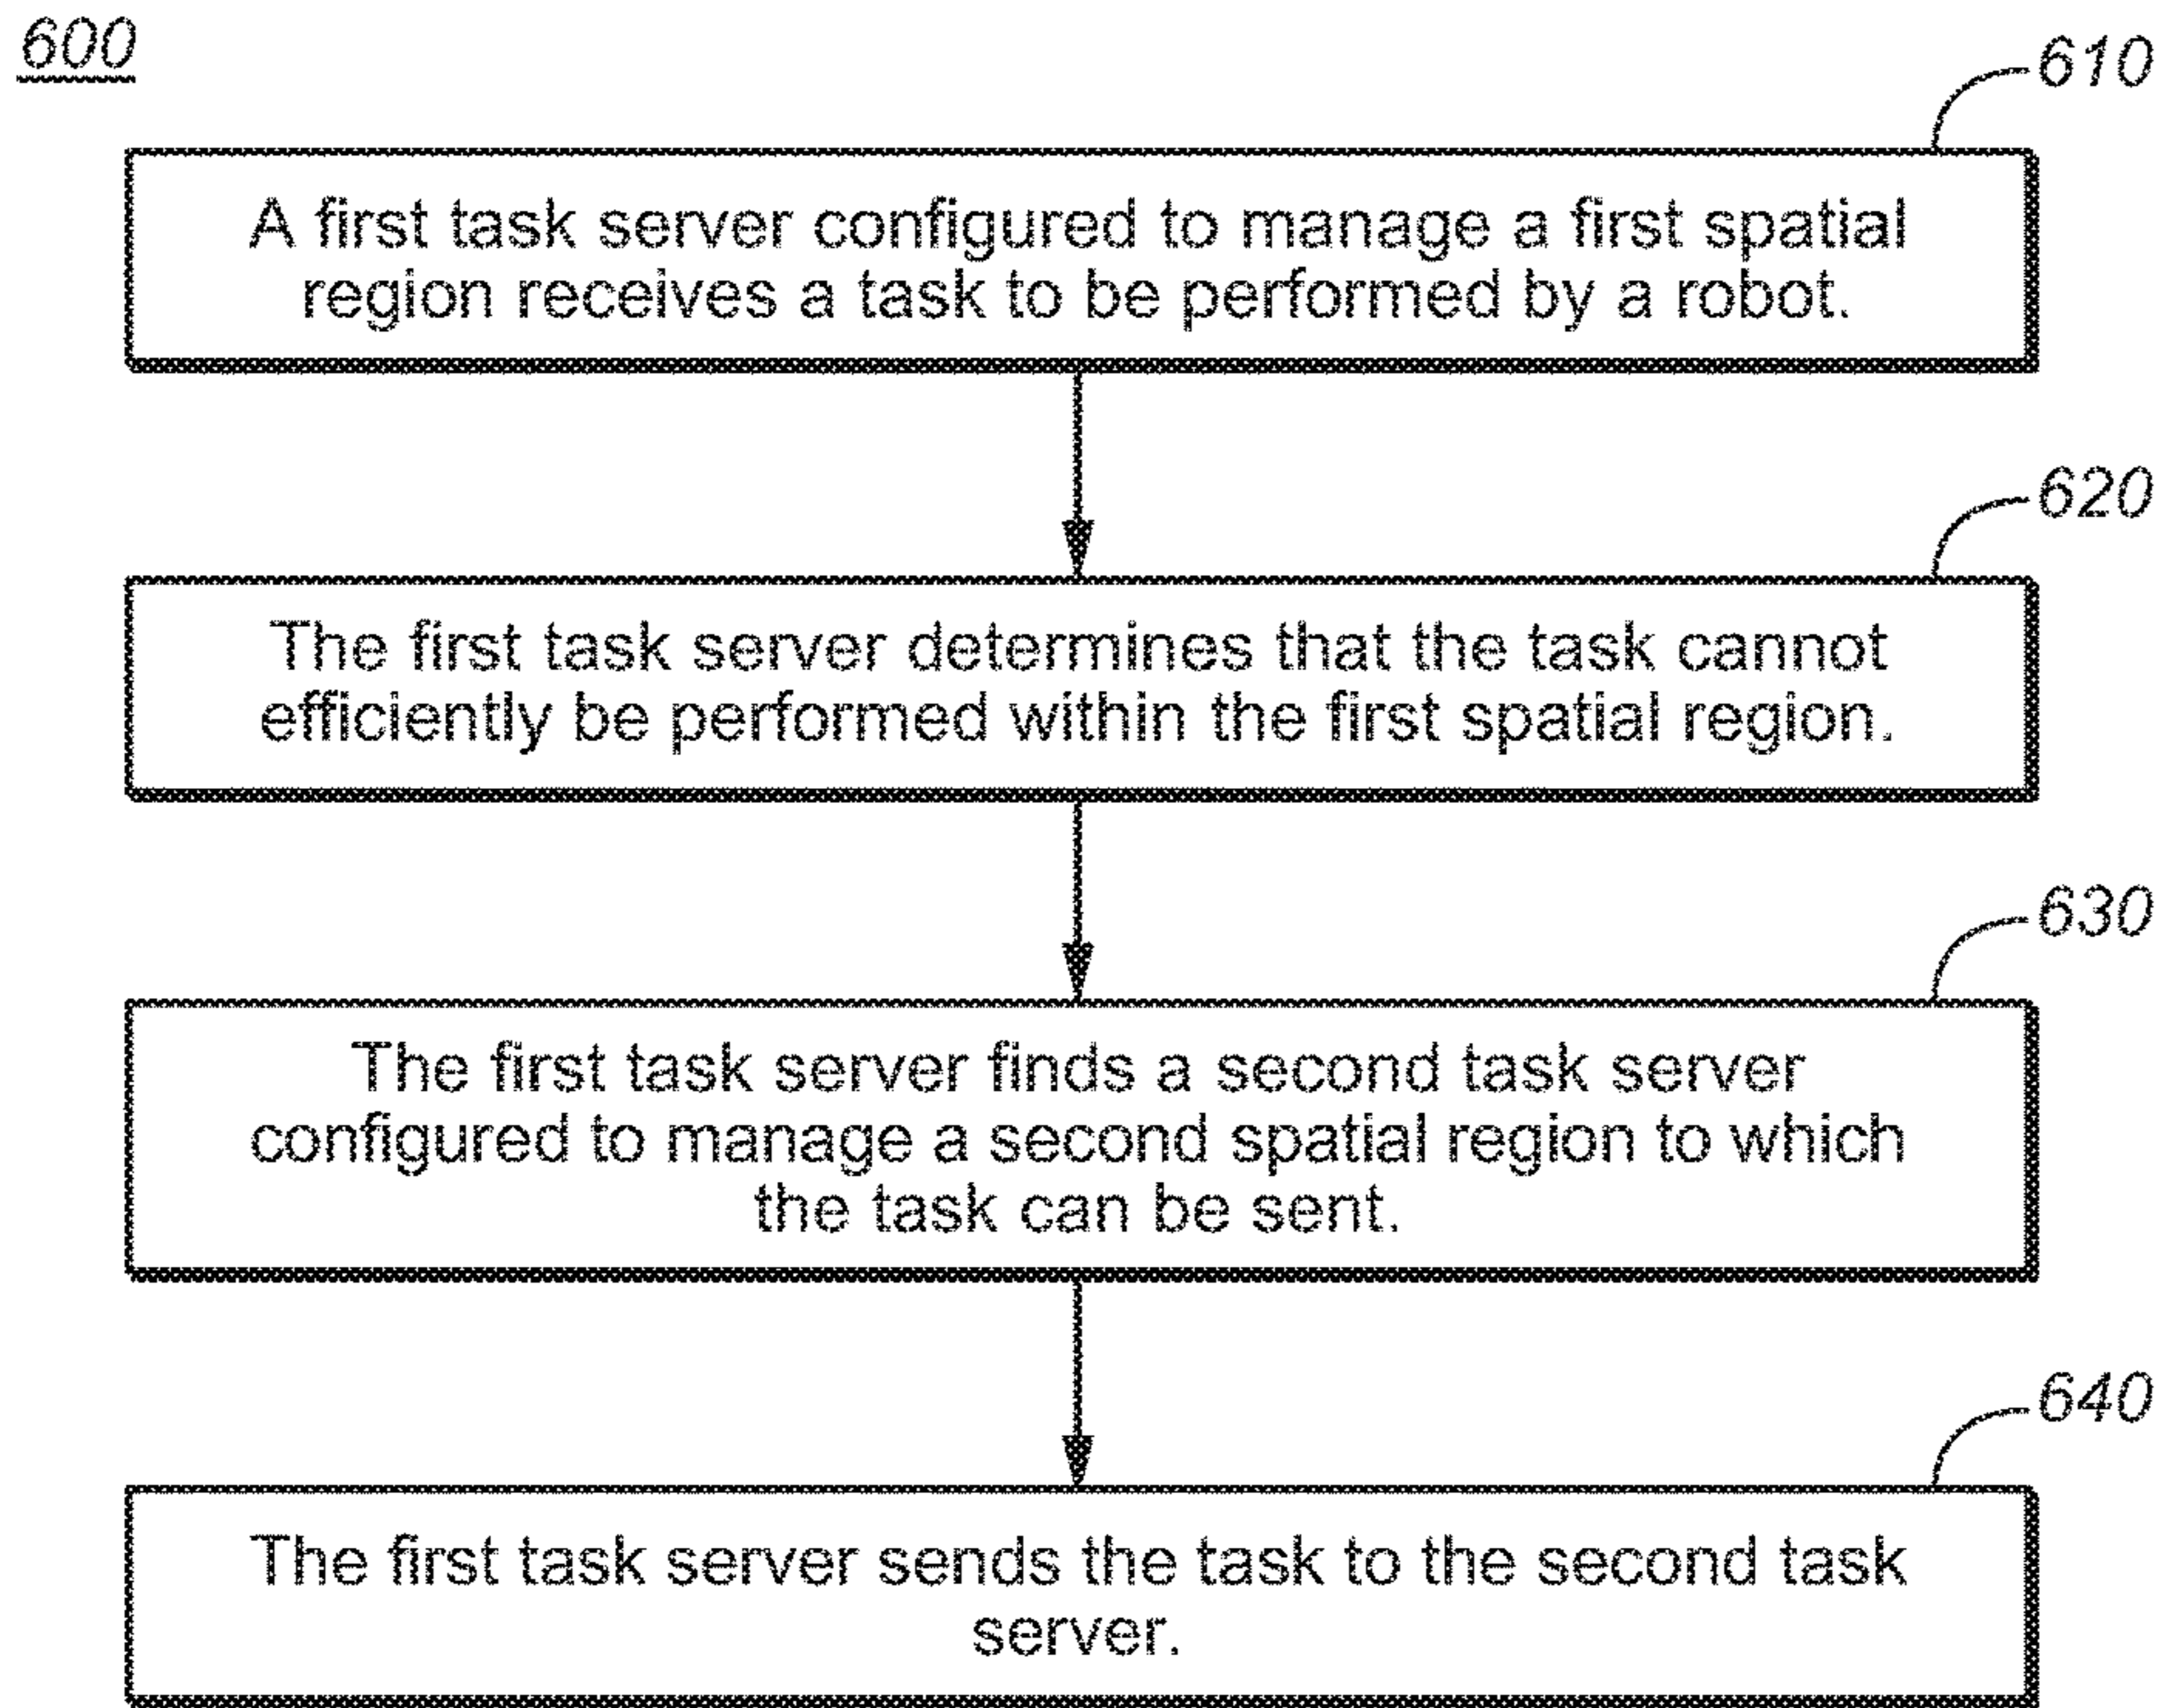 600
610
A first task server configured to manage a first spatial
region receives a task to be performed by a robot.
620
The first task server determines that the task cannot
efficiently be performed within the first spatial region.
630
The first task server finds a second task server
configured to manage a second spatial region to which
the task can be sent.
640
The first task server sends the task to the second task
server.